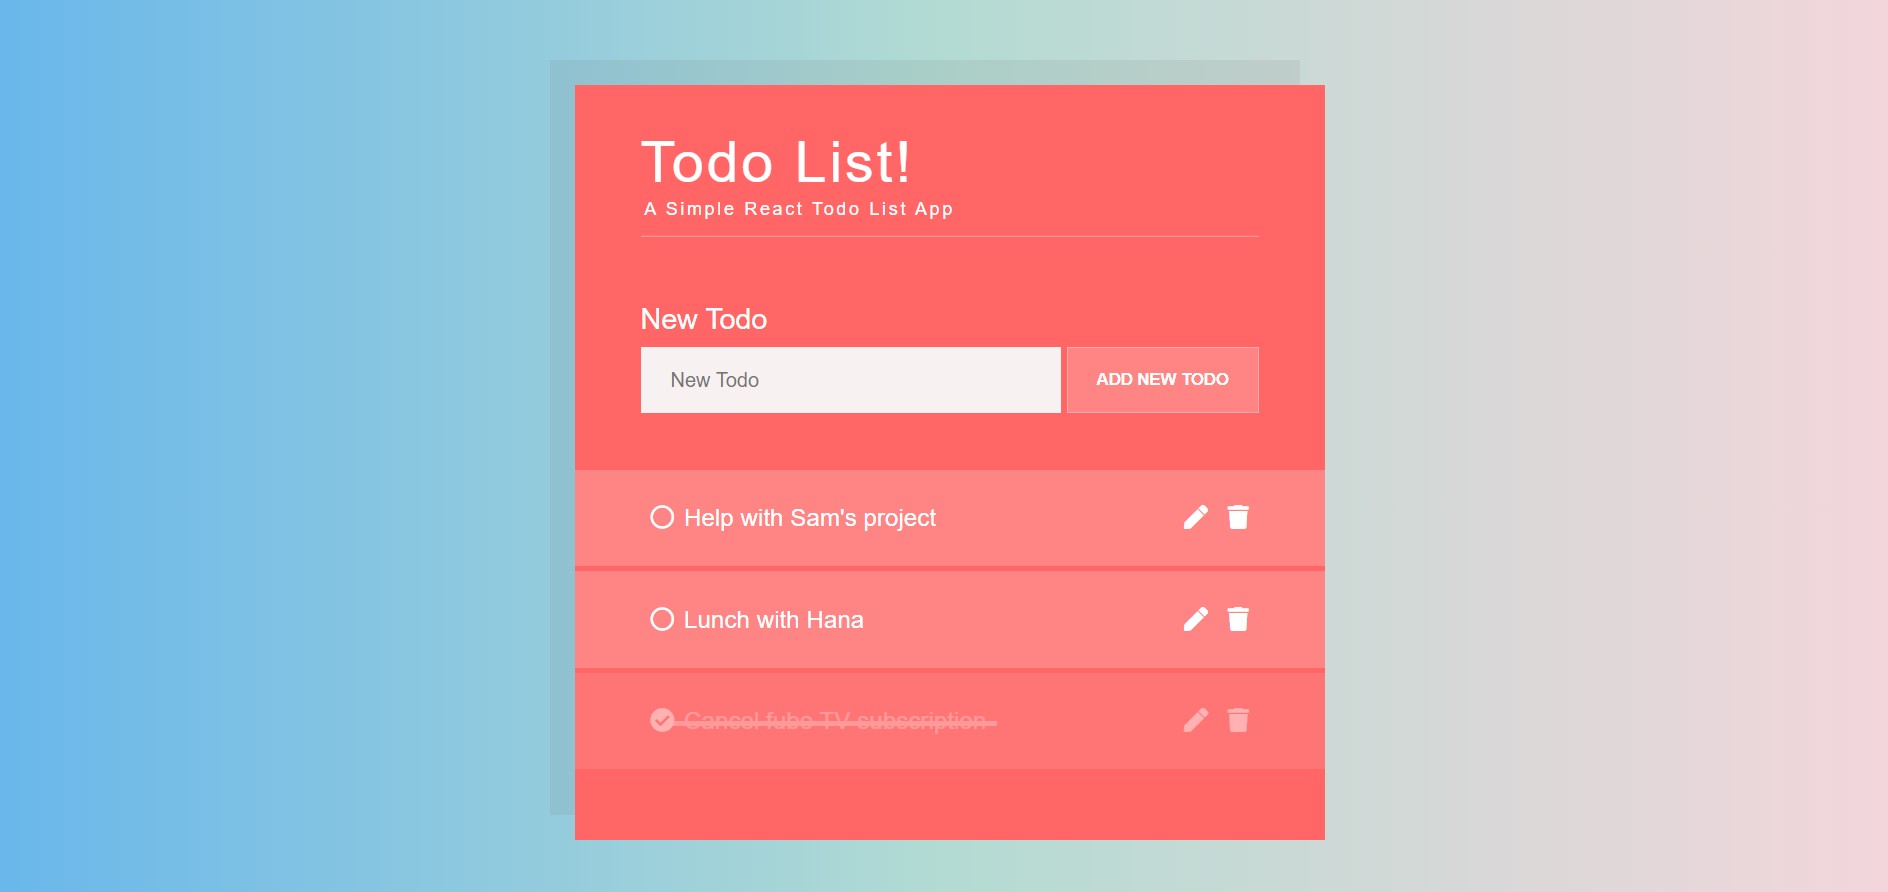 Todo List!
A Simple React Todo List App
New Todo
New Todo
ADD NEW TODO
Help with Sam's project
Lunch with Hana
Cancel fubo TV subscription